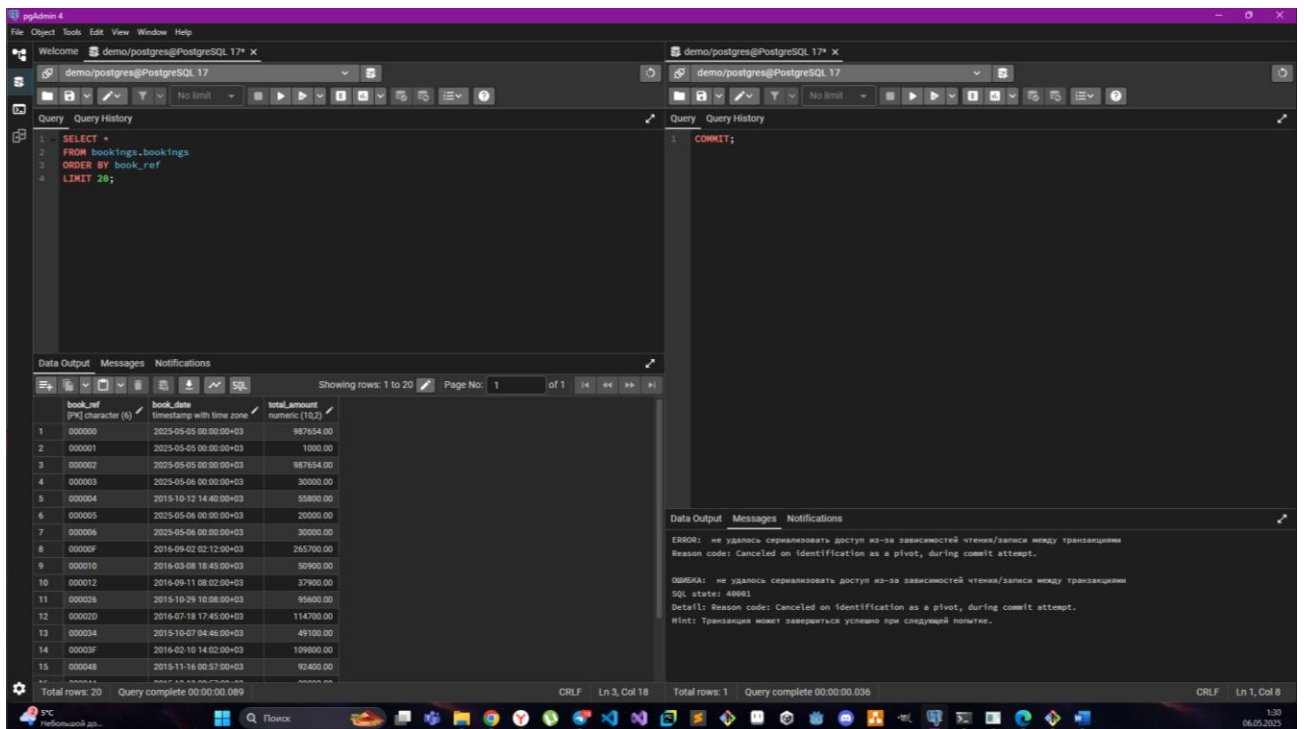 pgAdmin 4
File Object Tools Edit View Window Help
Welcome demo/postgres@PostgreSQL 17*
demo/postgres@PostgreSQL 17
No limit
Query Query History
1 SELECT *
2 FROM bookings.bookings
3 ORDER BY book_ref
4 LIMIT 20;
Data Output Messages Notifications
SQL Showing rows: 1 to 20 Page No: 1 of 1
book_ref book_date total_amount
[PK] character (6) timestamp with time zone numeric (10,2)
1 000000 2025-05-05 00:00:00+03 987654.00
2 000001 2025-05-05 00:00:00+03 1000.00
3 000002 2025-05-05 00:00:00+03 987654.00
4 000003 2025-05-06 00:00:00+03 30000.00
5 000004 2015-10-12 14:40:00+03 55800.00
6 000005 2025-05-06 00:00:00+03 20000.00
7 000006 2025-05-06 00:00:00+03 30000.00
8 00000F 2016-09-02 02:12:00+03 265700.00
9 000010 2016-03-08 18:45:00+03 50900.00
10 000012 2016-09-11 08:02:00+03 37900.00
11 000026 2015-10-29 10:08:00+03 95600.00
12 00002D 2016-07-18 17:45:00+03 114700.00
13 000034 2015-10-07 04:46:00+03 49100.00
14 00003F 2016-02-10 14:02:00+03 109800.00
15 000048 2015-11-16 00:57:00+03 92400.00
Total rows: 20 Query complete 00:00:00.089 CRLF Ln 3, Col 18
demo/postgres@PostgreSQL 17*
demo/postgres@PostgreSQL 17
No limit
Query Query History
1 COMMIT;
Data Output Messages Notifications
ERROR: не удалось сериализовать доступ из-за зависимостей чтения/записи между транзакциями
Reason code: Canceled on identification as a pivot, during commit attempt.
ОШИБКА: не удалось сериализовать доступ из-за зависимостей чтения/записи между транзакциями
SQL state: 40001
Detail: Reason code: Canceled on identification as a pivot, during commit attempt.
Hint: Транзакция может завершиться успешно при следующей попытке.
Total rows: 1 Query complete 00:00:00.036 CRLF Ln 1, Col 8
2
5°C
Небольшой до...
Поиск
1:30
06.05.2025